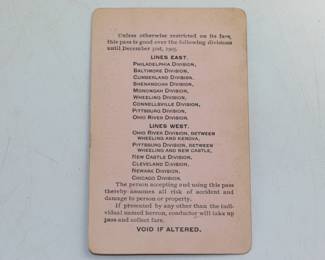 Unless otherwise restricted on its face,
this pass is good over the following divisions
until December 31st, 1905.
LINES EAST.
PHILADELPHIA DIVISION,
BALTIMORE DIVISION,
CUMBERLAND DIVISION,
SHENANDOAH DIVISION,
MONONGAH DIVISION,
WHEELING DIVISION,
CONNELLSVILLE DIVISION,
PITTSBURG DIVISION,
OHIO RIVER DIVISION.
LINES WEST.
OHIO RIVER DIVISION, BETWEEN
WHEELING AND KENOVA,
PITTSBURG DIVISION, BETWEEN
WHEELING AND NEW CASTLE,
NEW CASTLE DIVISION,
CLEVELAND DIVISION,
NEWARK DIVISION,
CHICAGO DIVISION.
The person accepting and using this pass
thereby assumes all risk of accident and
damage to person or property.
If presented by any other than the individual
named hereon, conductor will take up
pass and collect fare.
VOID IF ALTERED.